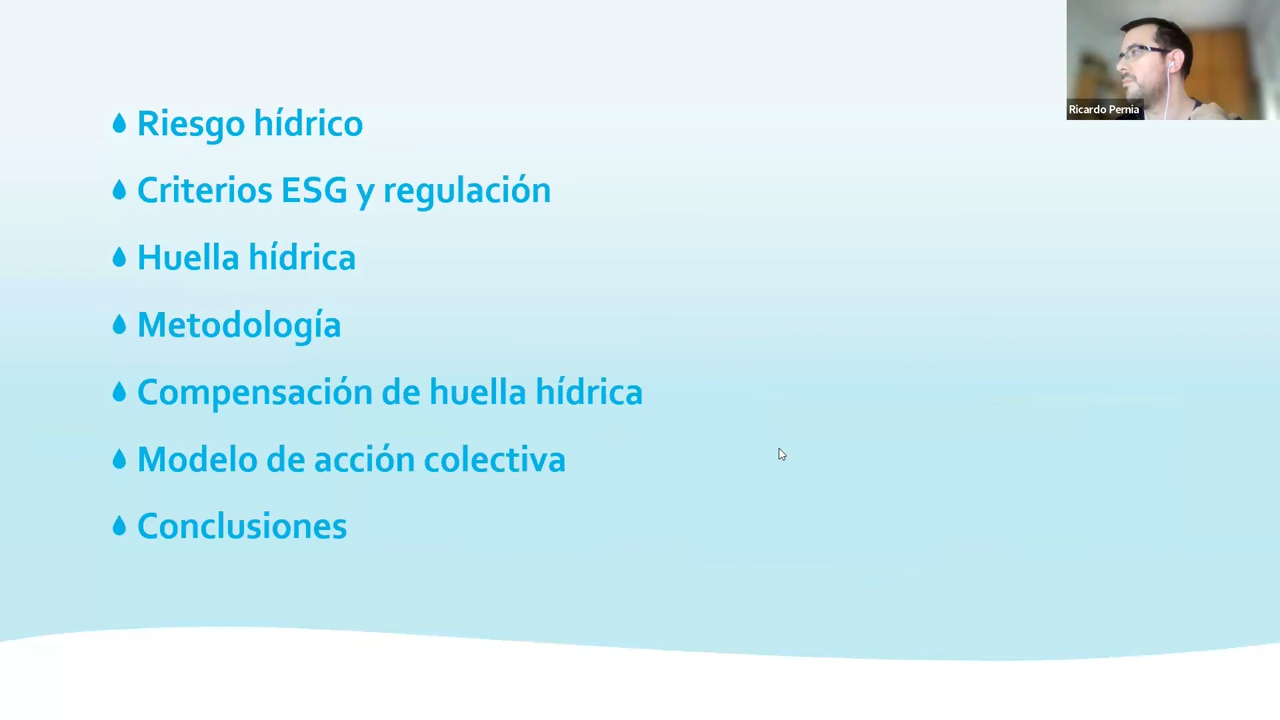 Riesgo hídrico
Criterios ESG y regulación
Huella hídrica
Metodología
Compensación de huella hídrica
Modelo de acción colectiva
Conclusiones
Ricardo Pernia